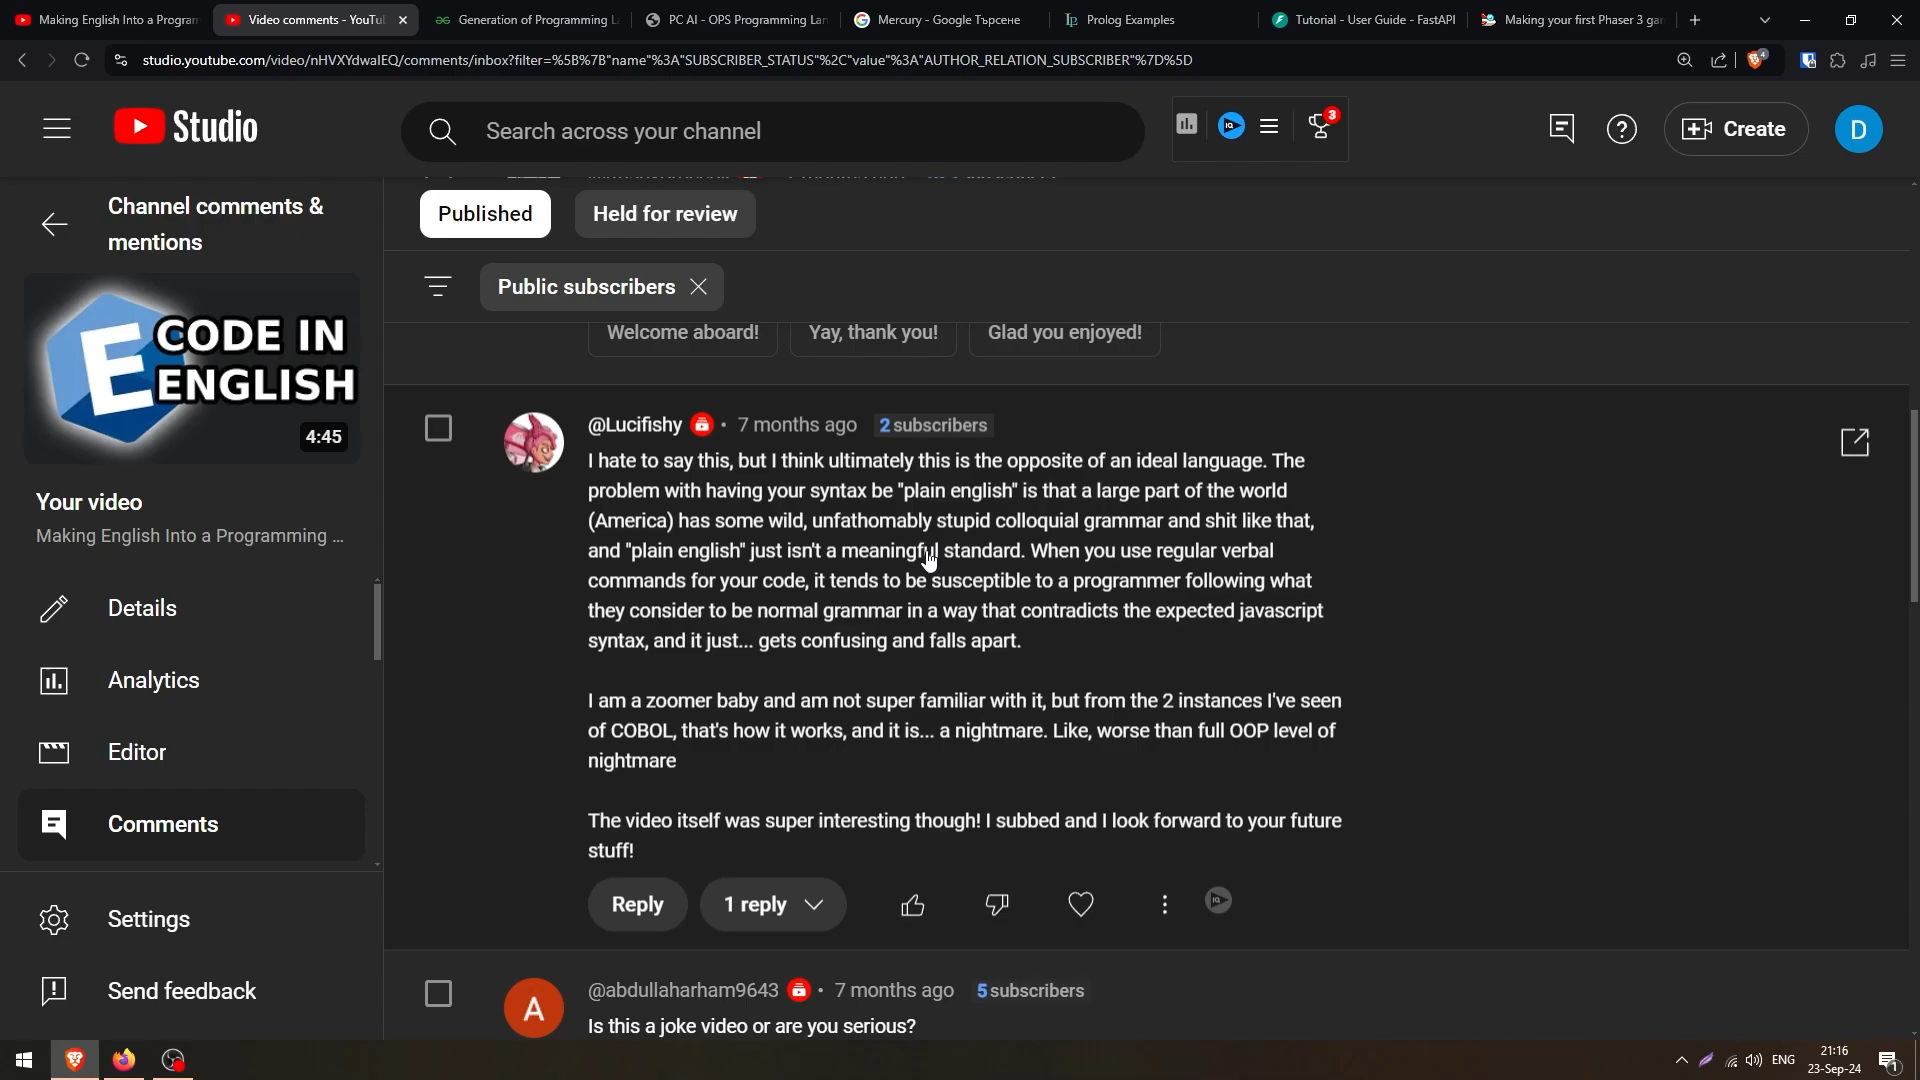 Making English Into a Program
Video comments - YouTu
Generation of Programming L
PC AI - OPS Programming Lan
Mercury - Google Търсене
Prolog Examples
Tutorial - User Guide - FastAPI
Making your first Phaser 3 gam
studio.youtube.com/video/nHVXYdwalEQ/comments/inbox?filter=%5B%7B"name"%3A"SUBSCRIBER_STATUS"%2C"value"%3A"AUTHOR_RELATION_SUBSCRIBER"%7D%5D
4
Studio
Search across your channel
IQ
3
Create
D
Channel comments &
mentions
Published
Held for review
Public subscribers
E CODE IN
ENGLISH
4:45
Welcome aboard!
Yay, thank you!
Glad you enjoyed!
Your video
Making English Into a Programming ...
Details
Analytics
Editor
Comments
Settings
Send feedback
@Lucifishy • 7 months ago 2 subscribers
I hate to say this, but I think ultimately this is the opposite of an ideal language. The
problem with having your syntax be "plain english" is that a large part of the world
(America) has some wild, unfathomably stupid colloquial grammar and shit like that,
and "plain english" just isn't a meaningful standard. When you use regular verbal
commands for your code, it tends to be susceptible to a programmer following what
they consider to be normal grammar in a way that contradicts the expected javascript
syntax, and it just... gets confusing and falls apart.
I am a zoomer baby and am not super familiar with it, but from the 2 instances I've seen
of COBOL, that's how it works, and it is... a nightmare. Like, worse than full OOP level of
nightmare
The video itself was super interesting though! I subbed and I look forward to your future
stuff!
Reply
1 reply
IQ
A
@abdullaharham9643 • 7 months ago 5 subscribers
Is this a joke video or are you serious?
ENG
21:16
23-Sep-24
1